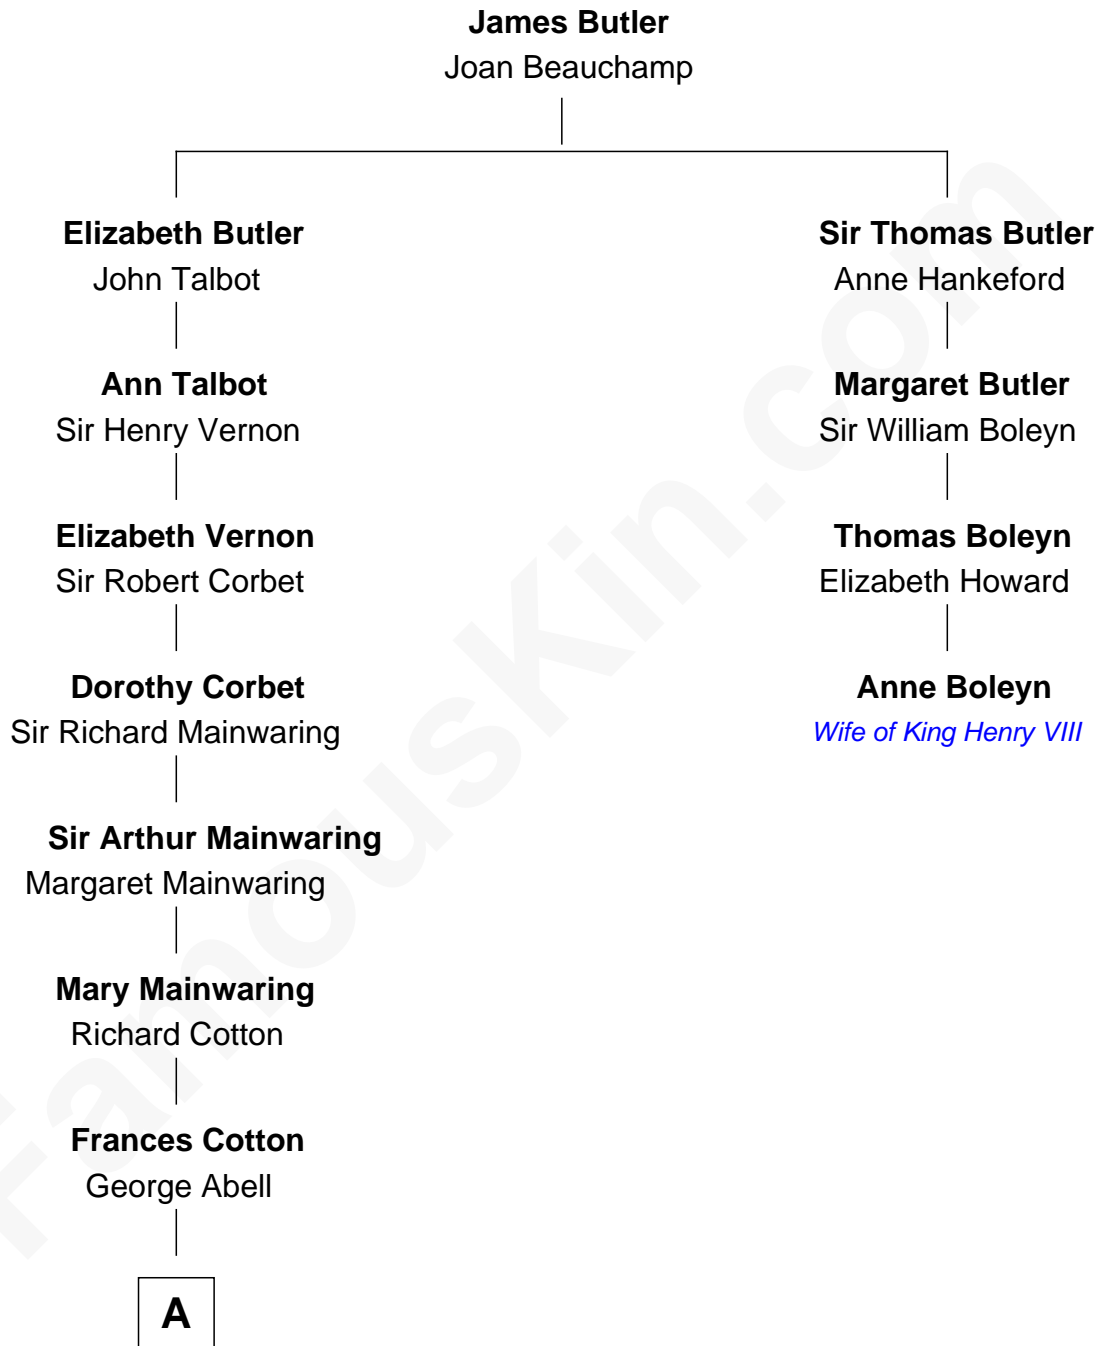 James Butler
Joan Beauchamp
Elizabeth Butler
John Talbot
Sir Thomas Butler
Anne Hankeford
Ann Talbot
Sir Henry Vernon
Margaret Butler
Sir William Boleyn
Elizabeth Vernon
Sir Robert Corbet
Thomas Boleyn
Elizabeth Howard
Dorothy Corbet
Sir Richard Mainwaring
Anne Boleyn
Wife of King Henry VIII
Sir Arthur Mainwaring
Margaret Mainwaring
Mary Mainwaring
Richard Cotton
Frances Cotton
George Abell
A
FamousKin.com